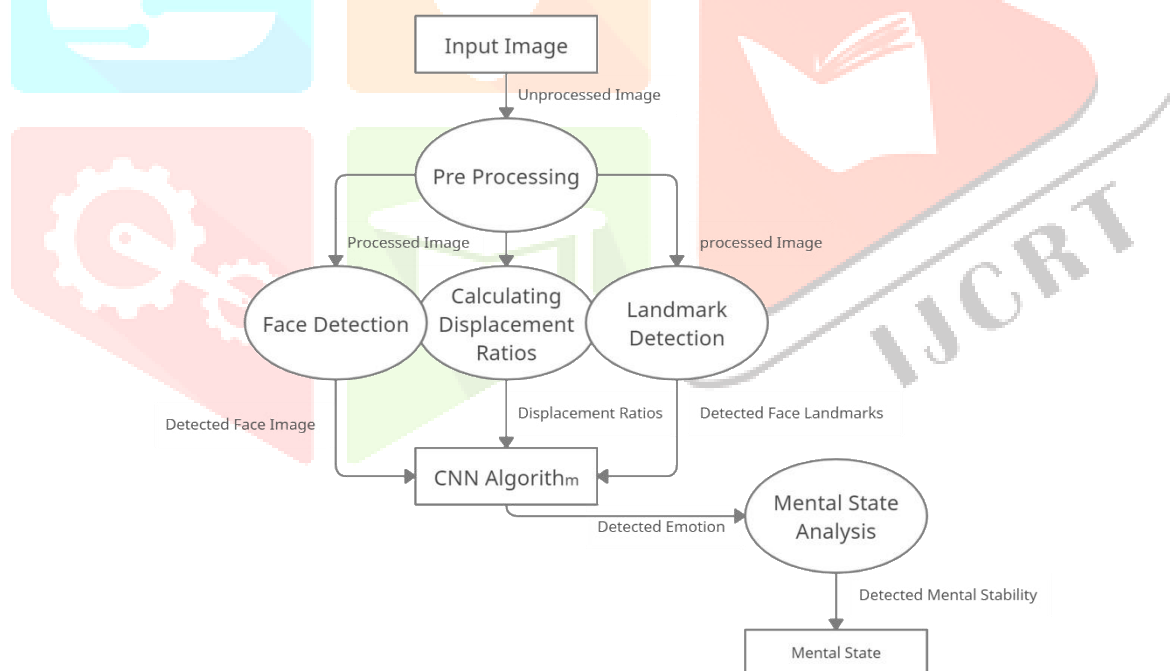 Input Image
Unprocessed Image
Pre Processing
Processed Image
processed Image
Face Detection
Calculating
Displacement
Ratios
Landmark
Detection
Detected Face Image
Displacement Ratios
Detected Face Landmarks
CNN Algorithm
Detected Emotion
Mental State
Analysis
Detected Mental Stability
Mental State
IJCRT